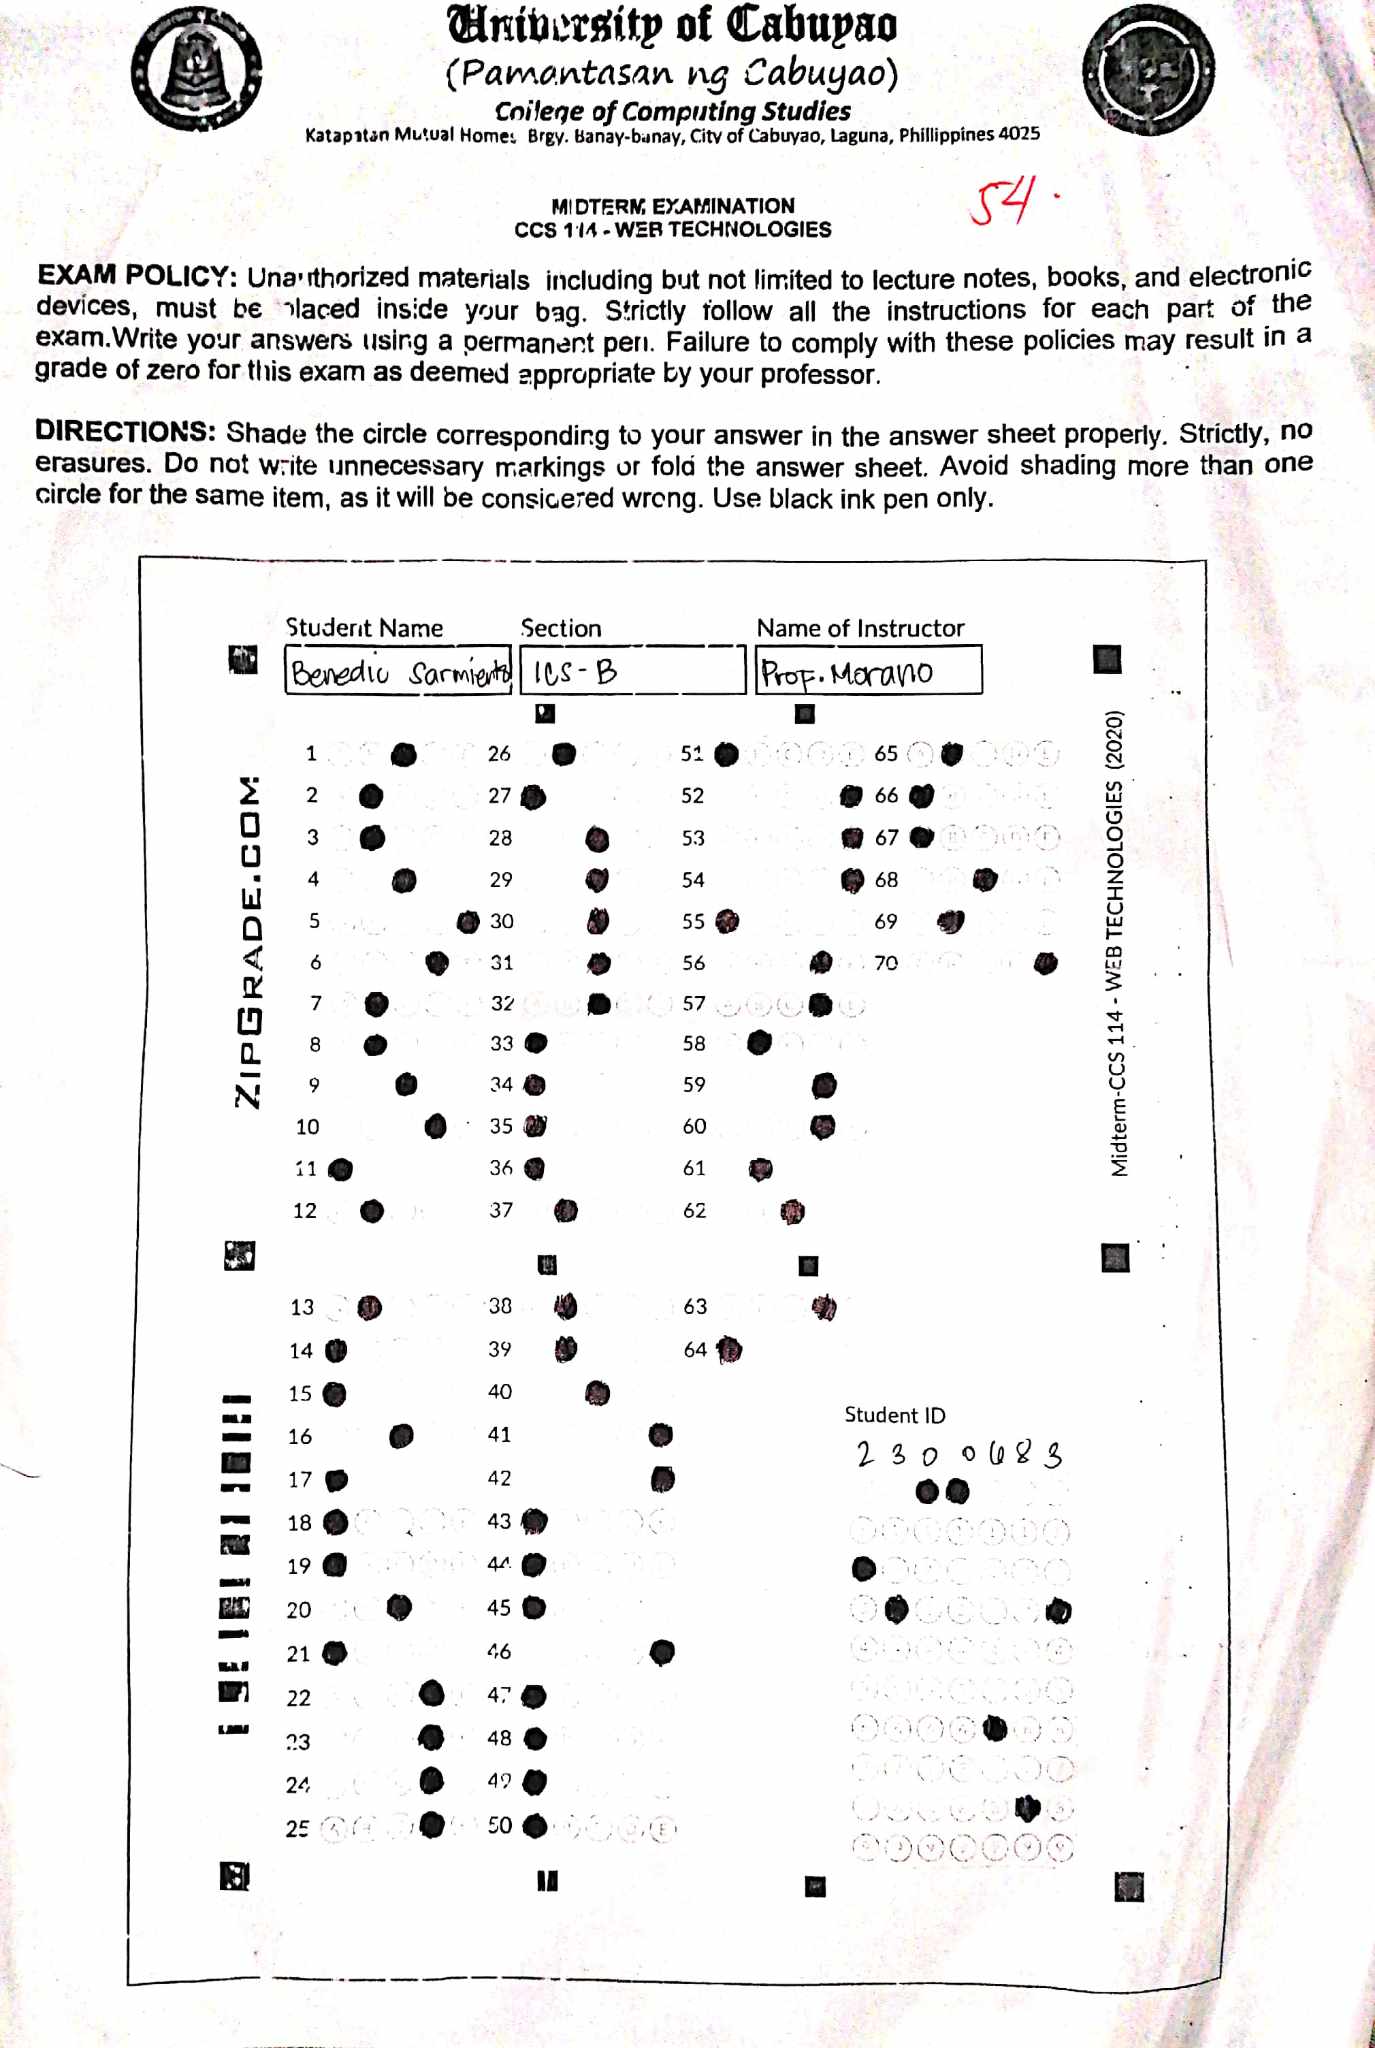 University of Cabuyao
(Pamantasan ng Cabuyao)
College of Computing Studies
Katapatan Mutual Homes Brgy. Banay-banay, City of Cabuyao, Laguna, Phillippines 4025
54.
MIDTERM EXAMINATION
CCS 114 - WEB TECHNOLOGIES
EXAM POLICY: Unauthorized materials including but not limited to lecture notes, books, and electronic
devices, must be placed inside your bag. Strictly follow all the instructions for each part of the
exam.Write your answers using a permanent pen. Failure to comply with these policies may result in a
grade of zero for this exam as deemed appropriate by your professor.
DIRECTIONS: Shade the circle corresponding to your answer in the answer sheet properly. Strictly, no
erasures. Do not write unnecessary markings or fold the answer sheet. Avoid shading more than one
circle for the same item, as it will be considered wrong. Use black ink pen only.
Student Name Section Name of Instructor
Benedic Sarmiento 1CS-B Prof. Morano
ZIPGRADE.COM
Midterm-CCS 114 - WEB TECHNOLOGIES (2020)
1 26 51 65
2 27 52 66
3 28 53 67
4 29 54 68
5 30 55 69
6 31 56 70
7 32 57
8 33 58
9 34 59
10 35 60
11 36 61
12 37 62
13 38 63
14 39 64
15 40
16 41
17 42
18 43
19 44
20 45
21 46
22 47
23 48
24 49
25 50
Student ID
2 3 0 0 6 8 3